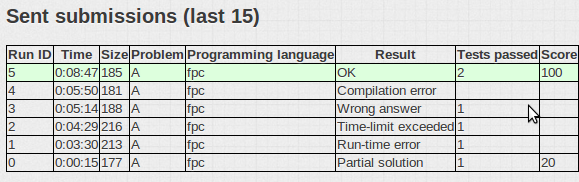 Sent submissions (last 15)
Run ID Time Size Problem Programming language Result Tests passed Score
5 0:08:47 185 A fpc OK 2 100
4 0:05:50 181 A fpc Compilation error
3 0:05:14 188 A fpc Wrong answer 1
2 0:04:29 216 A fpc Time-limit exceeded 1
1 0:03:30 213 A fpc Run-time error 1
0 0:00:15 177 A fpc Partial solution 1 20